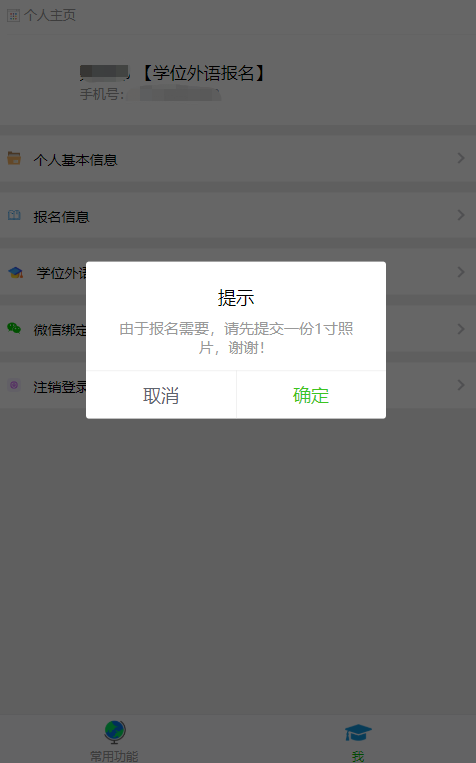 个人主页
【学位外语报名】
手机号:
个人基本信息
报名信息
学位外
微信绑定
注销登录
提示
由于报名需要，请先提交一份1寸照
片，谢谢！
取消
确定
常用功能
我